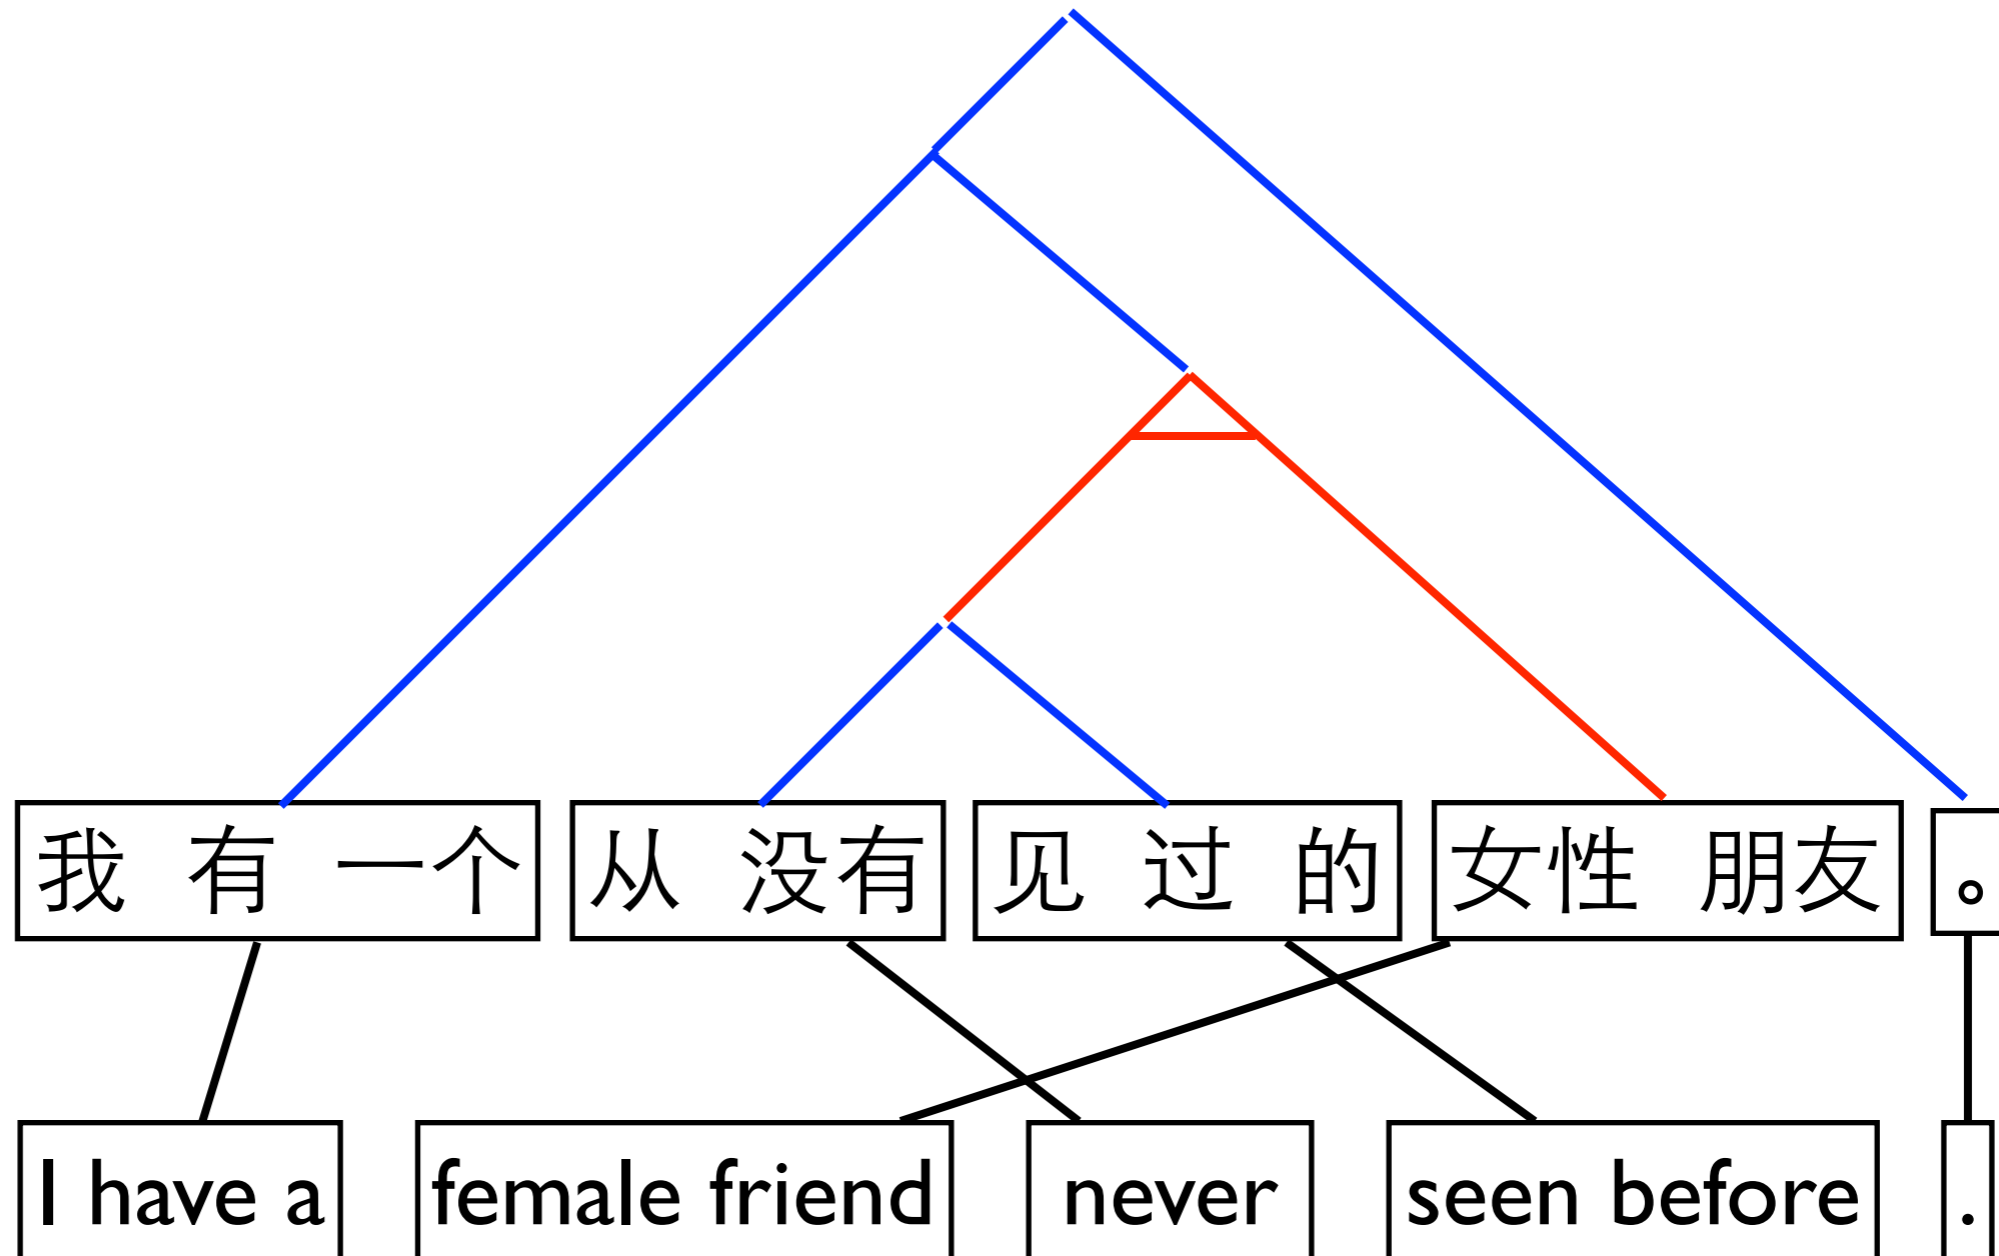 我 有 一个 从 没有 见 过 的 女性 朋友 。
I have a female friend never seen before .